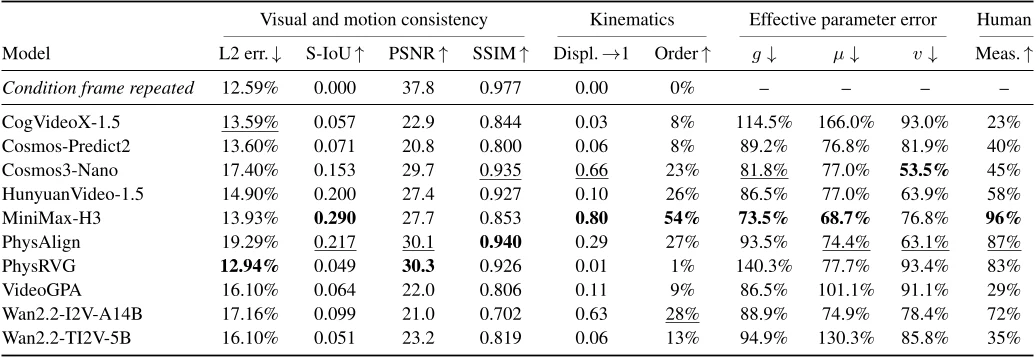 Visual and motion consistency Kinematics Effective parameter error Human
Model L2 err. ↓ S-IoU ↑ PSNR ↑ SSIM ↑ Displ. →1 Order ↑ g ↓ μ ↓ v ↓ Meas. ↑
Condition frame repeated 12.59% 0.000 37.8 0.977 0.00 0% – – – –
CogVideoX-1.5 13.59% 0.057 22.9 0.844 0.03 8% 114.5% 166.0% 93.0% 23%
Cosmos-Predict2 13.60% 0.071 20.8 0.800 0.06 8% 89.2% 76.8% 81.9% 40%
Cosmos3-Nano 17.40% 0.153 29.7 0.935 0.66 23% 81.8% 77.0% 53.5% 45%
HunyuanVideo-1.5 14.90% 0.200 27.4 0.927 0.10 26% 86.5% 77.0% 63.9% 58%
MiniMax-H3 13.93% 0.290 27.7 0.853 0.80 54% 73.5% 68.7% 76.8% 96%
PhysAlign 19.29% 0.217 30.1 0.940 0.29 27% 93.5% 74.4% 63.1% 87%
PhysRVG 12.94% 0.049 30.3 0.926 0.01 1% 140.3% 77.7% 93.4% 83%
VideoGPA 16.10% 0.064 22.0 0.806 0.11 9% 86.5% 101.1% 91.1% 29%
Wan2.2-I2V-A14B 17.16% 0.099 21.0 0.702 0.63 28% 88.9% 74.9% 78.4% 72%
Wan2.2-TI2V-5B 16.10% 0.051 23.2 0.819 0.06 13% 94.9% 130.3% 85.8% 35%